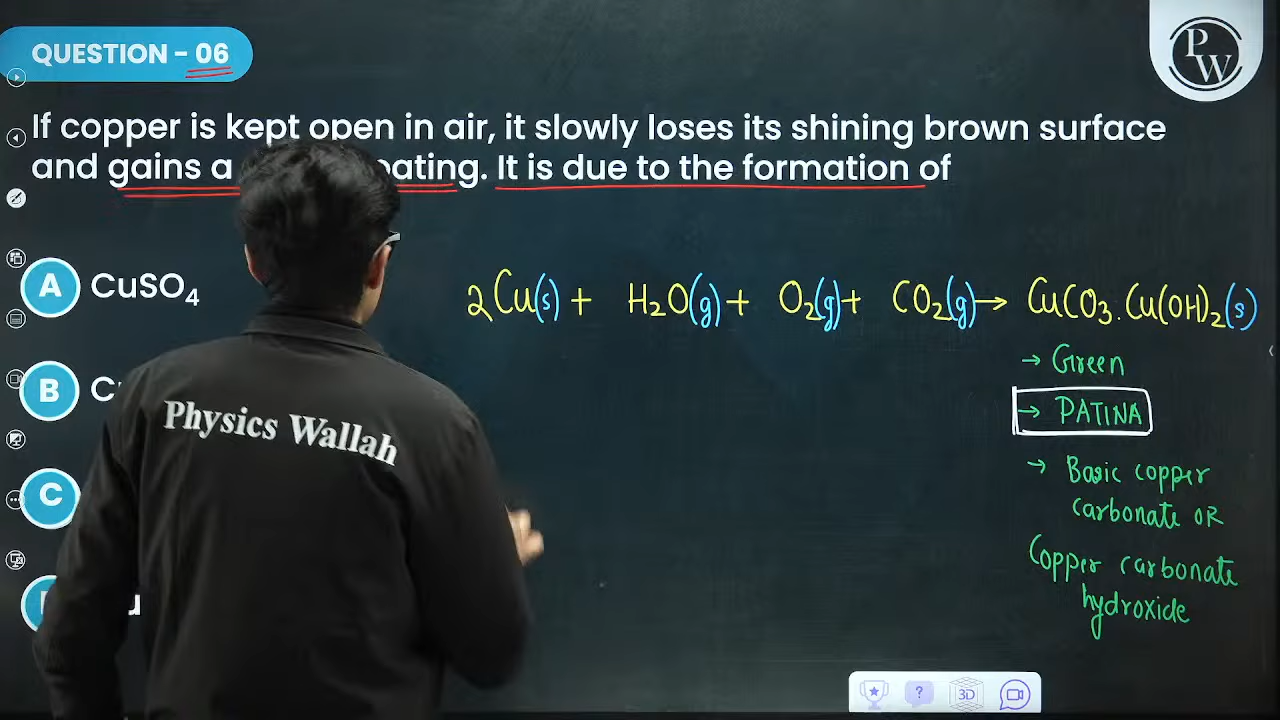 QUESTION - 06
PW
If copper is kept open in air, it slowly loses its shining brown surface
and gains a . It is due to the formation of
A CuSO₄
2Cu(s) + H₂O(g) + O₂(g) + CO₂(g) → CuCO₃.Cu(OH)₂(s)
→ Green
→ PATINA
B
→ Basic copper
carbonate OR
C
Copper carbonate
hydroxide
Physics Wallah
3D